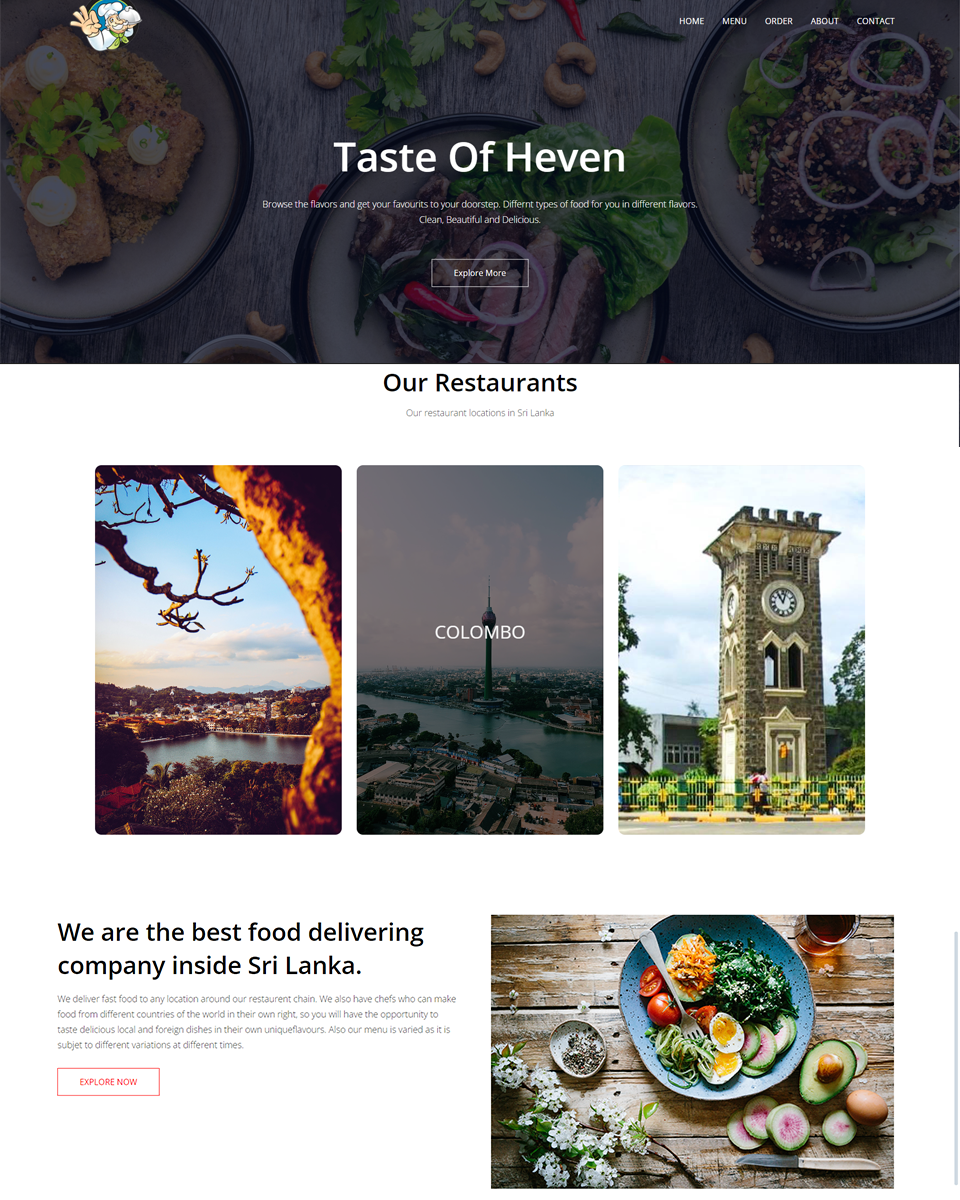 HOME MENU ORDER ABOUT CONTACT
Taste Of Heven
Browse the flavors and get your favourits to your doorstep. Differnt types of food for you in different flavors.
Clean, Beautiful and Delicious.
Explore More
Our Restaurants
Our restaurant locations in Sri Lanka
COLOMBO
We are the best food delivering
company inside Sri Lanka.
We deliver fast food to any location around our restaurent chain. We also have chefs who can make
food from different countries of the world in their own right, so you will have the opportunity to
taste delicious local and foreign dishes in their own uniqueflavours. Also our menu is varied as it is
subjet to different variations at different times.
EXPLORE NOW